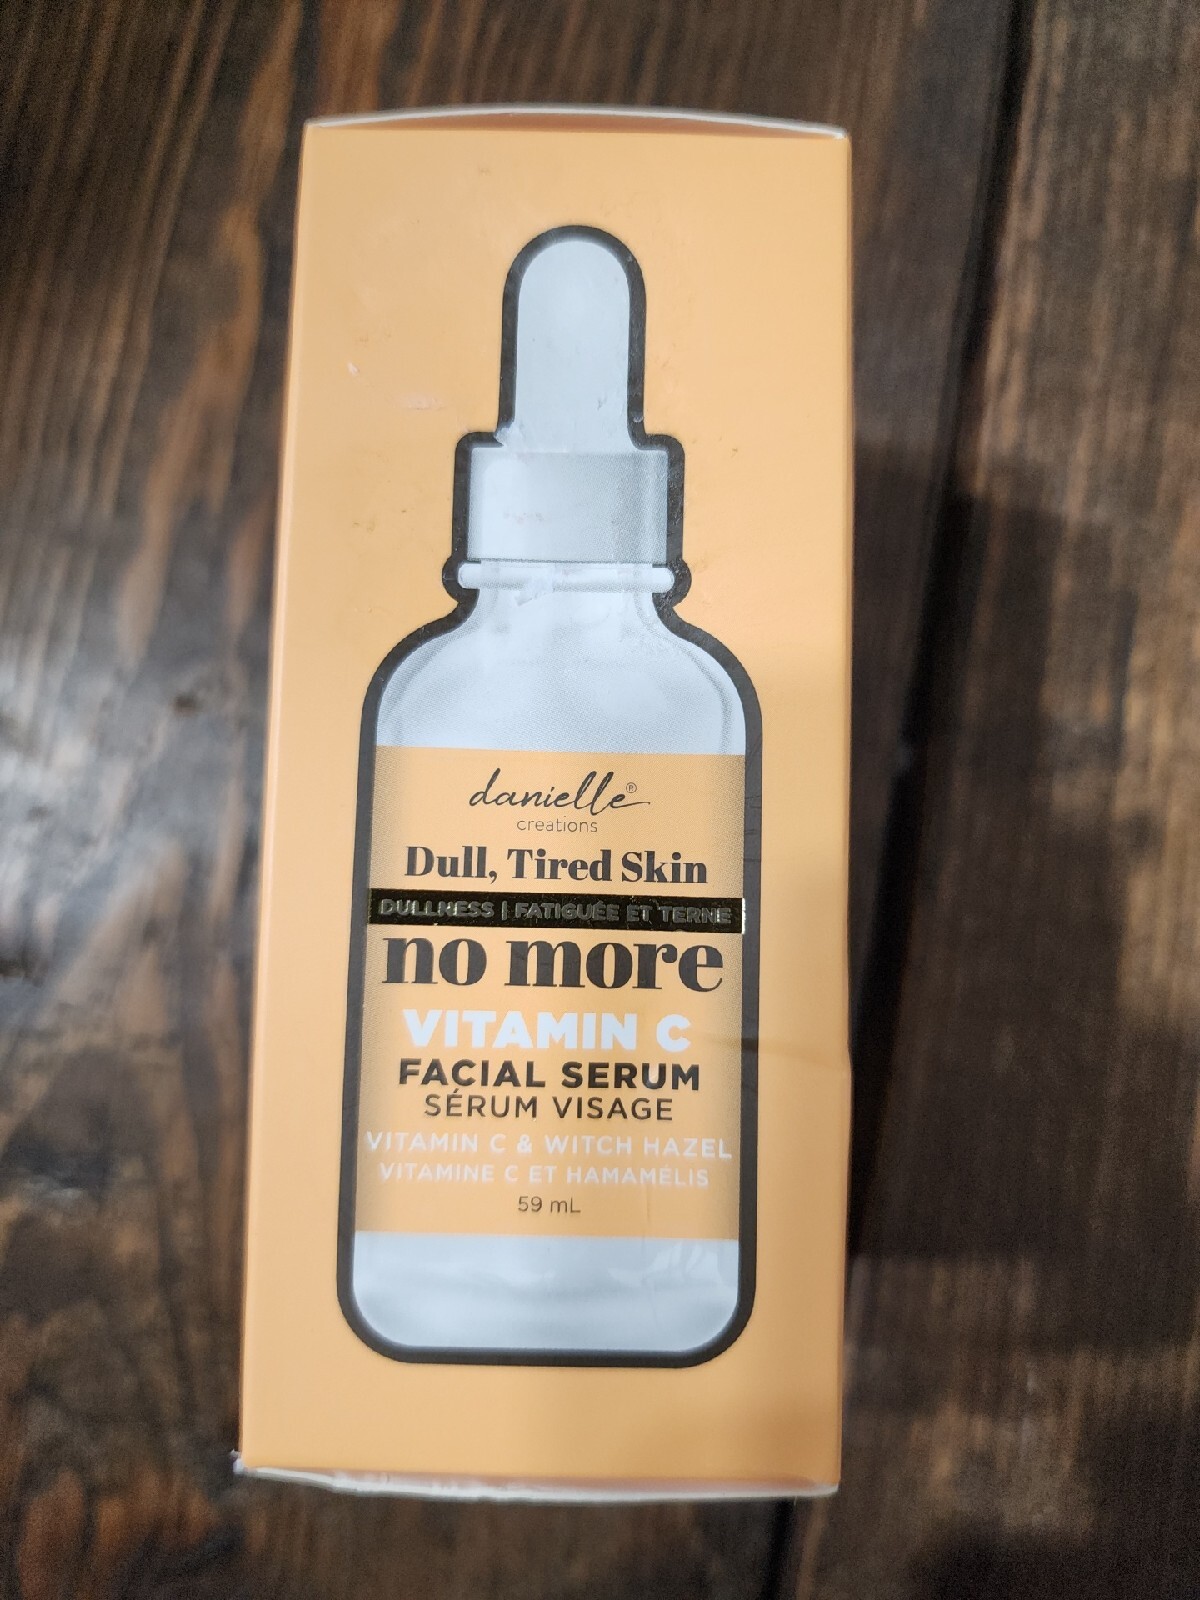 danielle®
creations
Dull, Tired Skin
DULLNESS | FATIGUÉE ET TERNE
no more
VITAMIN C
FACIAL SERUM
SÉRUM VISAGE
VITAMIN C & WITCH HAZEL
VITAMINE C ET HAMAMÉLIS
59 mL